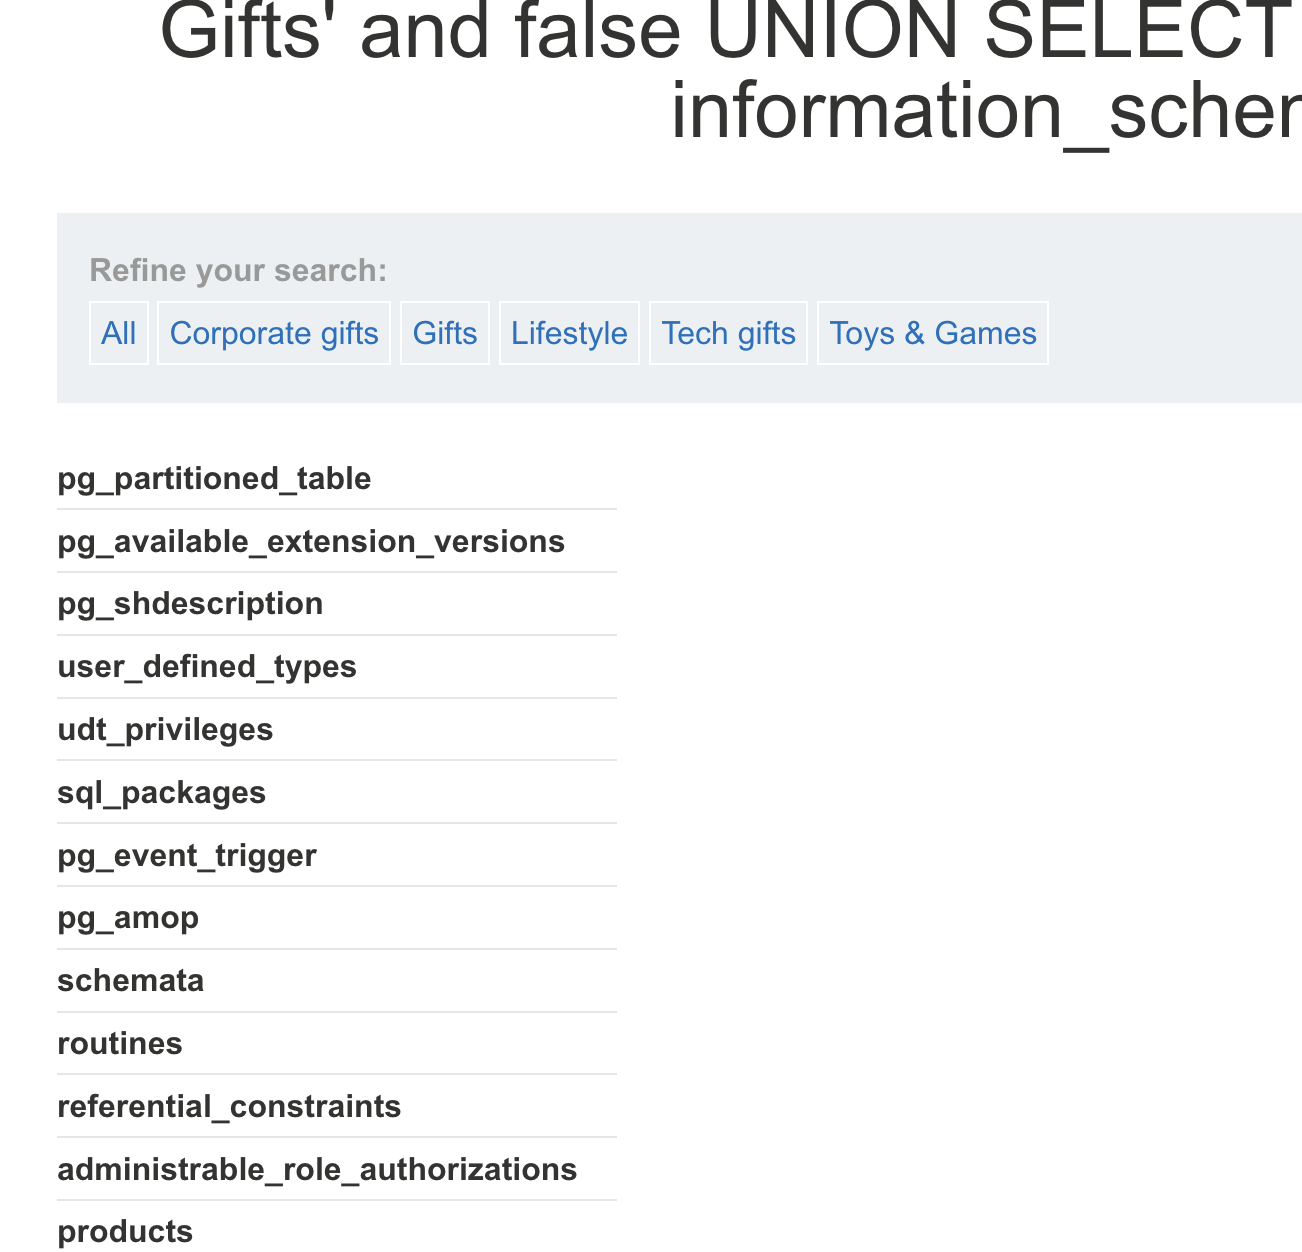 Gifts' and false UNION SELECT
information_scher
Refine your search:
All Corporate gifts Gifts Lifestyle Tech gifts Toys & Games
pg_partitioned_table
pg_available_extension_versions
pg_shdescription
user_defined_types
udt_privileges
sql_packages
pg_event_trigger
pg_amop
schemata
routines
referential_constraints
administrable_role_authorizations
products